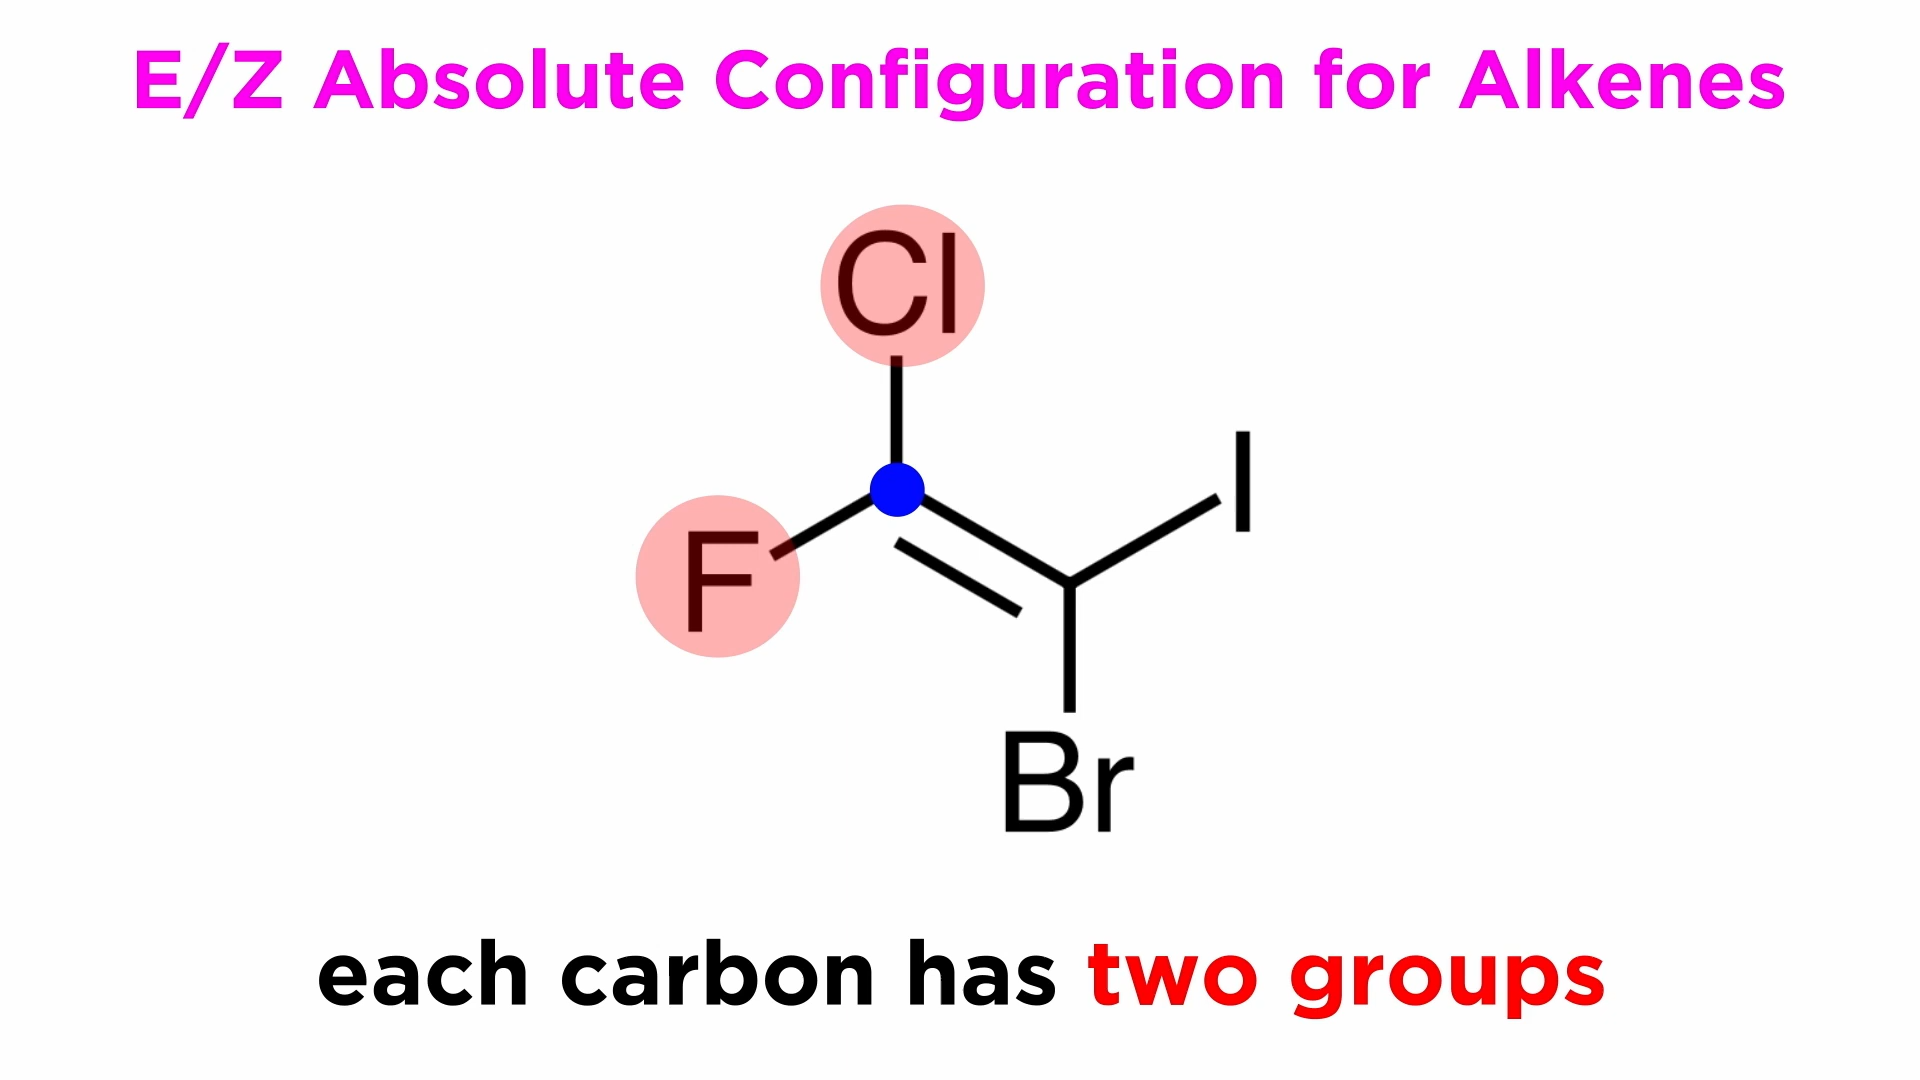 E/Z Absolute Configuration for Alkenes
Cl
I
F
Br
each carbon has two groups